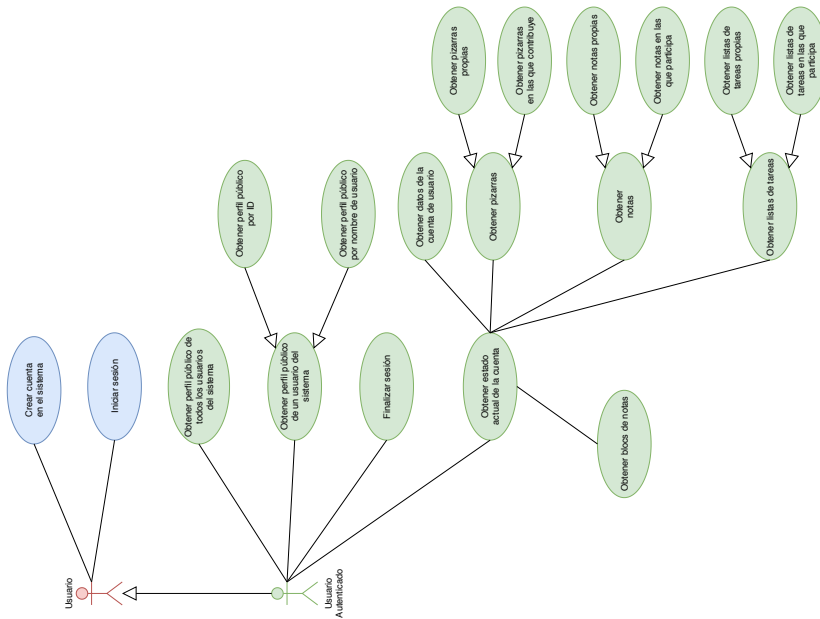 Usuario
Crear cuenta
en el sistema
Iniciar sesión
Usuario
Autenticado
Obtener perfil público de
todos los usuarios
del sistema
Obtener perfil público
de un usuario del
sistema
Obtener perfil público
por ID
Obtener perfil público
por nombre de usuario
Finalizar sesión
Obtener estado
actual de la cuenta
Obtener datos de la
cuenta de usuario
Obtener pizarras
Obtener pizarras
propias
Obtener pizarras
en las que contribuye
Obtener
notas
Obtener notas propias
Obtener notas en las
que participa
Obtener listas de tareas
Obtener listas de
tareas propias
Obtener listas de
tareas en las que
participa
Obtener blocs de notas